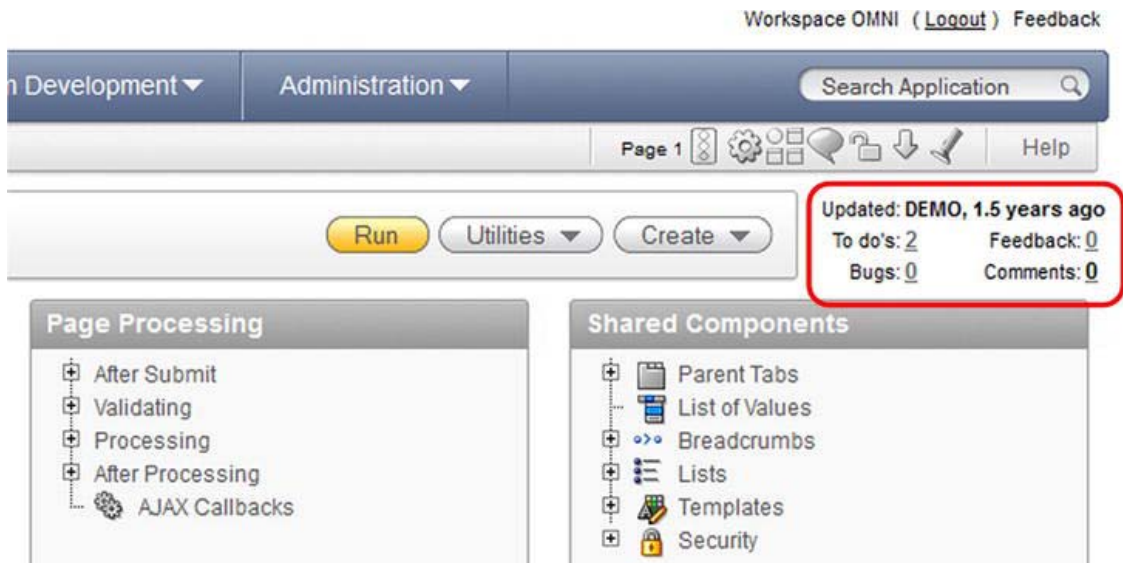 Workspace OMNI ( Logout ) Feedback
Development Administration Search Application
Page 1 Help
Run Utilities Create
Updated: DEMO, 1.5 years ago
To do's: 2 Feedback: 0
Bugs: 0 Comments: 0
Page Processing
After Submit
Validating
Processing
After Processing
AJAX Callbacks
Shared Components
Parent Tabs
List of Values
Breadcrumbs
Lists
Templates
Security